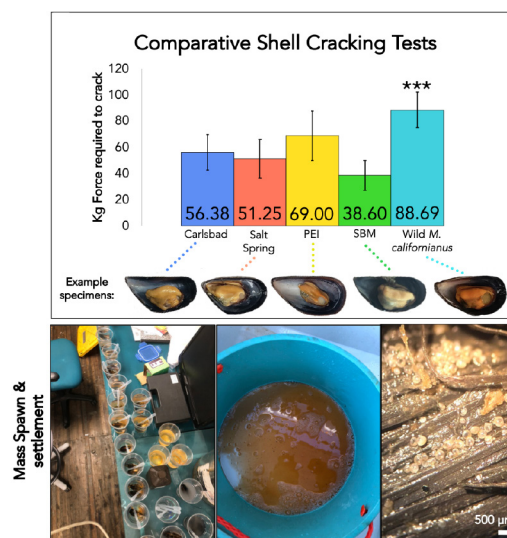 Comparative Shell Cracking Tests
Kg Force required to crack
120
100
80
60
40
20
0
***
56.38
51.25
69.00
38.60
88.69
Carlsbad
Salt
Spring
PEI
SBM
Wild M.
californianus
Example
specimens:
Mass Spawn &
settlement
500 µm